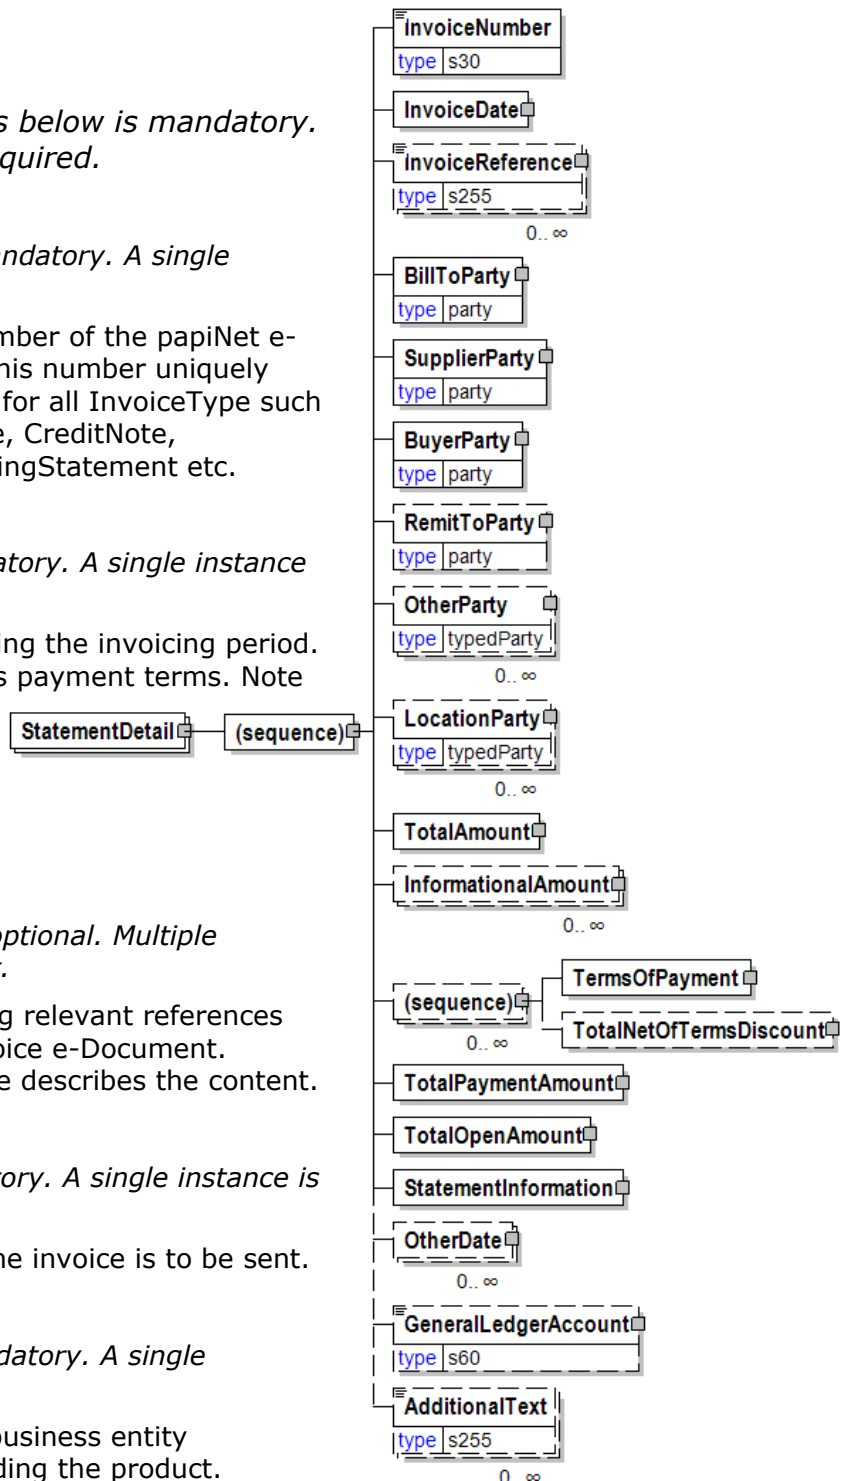 InvoiceNumber
type s30
s below is mandatory.
quired.
InvoiceDate
InvoiceReference
type s255
0.. ∞
andatory. A single
BillToParty
type party
mber of the papiNet e-
his number uniquely
for all InvoiceType such
e, CreditNote,
ingStatement etc.
SupplierParty
type party
BuyerParty
type party
RemitToParty
type party
atory. A single instance
OtherParty
type typedParty
0.. ∞
ing the invoicing period.
s payment terms. Note
StatementDetail
(sequence)
LocationParty
type typedParty
0.. ∞
TotalAmount
InformationalAmount
0.. ∞
optional. Multiple
.
g relevant references
oice e-Document.
e describes the content.
(sequence)
0.. ∞
TermsOfPayment
TotalNetOfTermsDiscount
TotalPaymentAmount
TotalOpenAmount
StatementInformation
ory. A single instance is
OtherDate
0.. ∞
he invoice is to be sent.
GeneralLedgerAccount
type s60
datory. A single
AdditionalText
type s255
0.. ∞
business entity
ding the product.